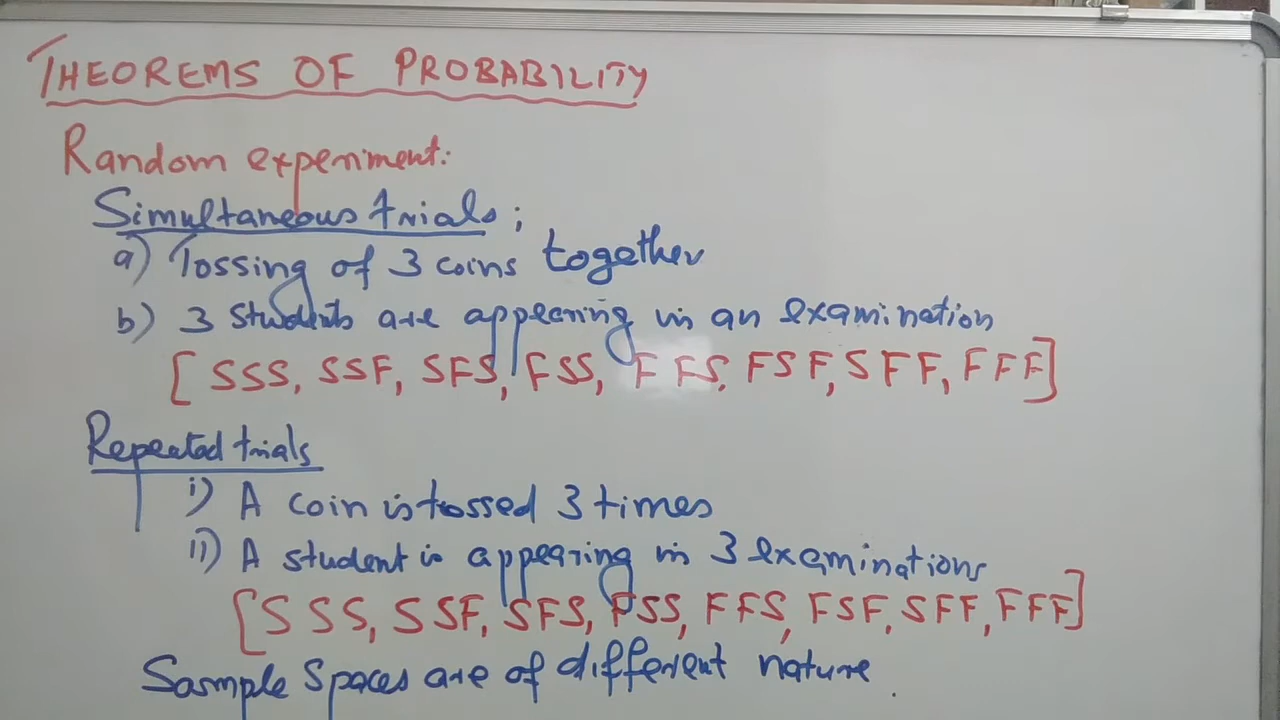 THEOREMS OF PROBABILITY
Random experiment:
Simultaneous trials;
a) Tossing of 3 coins together
b) 3 students are appearing in an examination
[SSS, SSF, SFS, FSS, FFS, FSF, SFF, FFF]
Repeated trials
i) A coin is tossed 3 times
ii) A student is appearing in 3 examinations
[SSS, SSF, SFS, FSS, FFS, FSF, SFF, FFF]
Sample Spaces are of different nature.